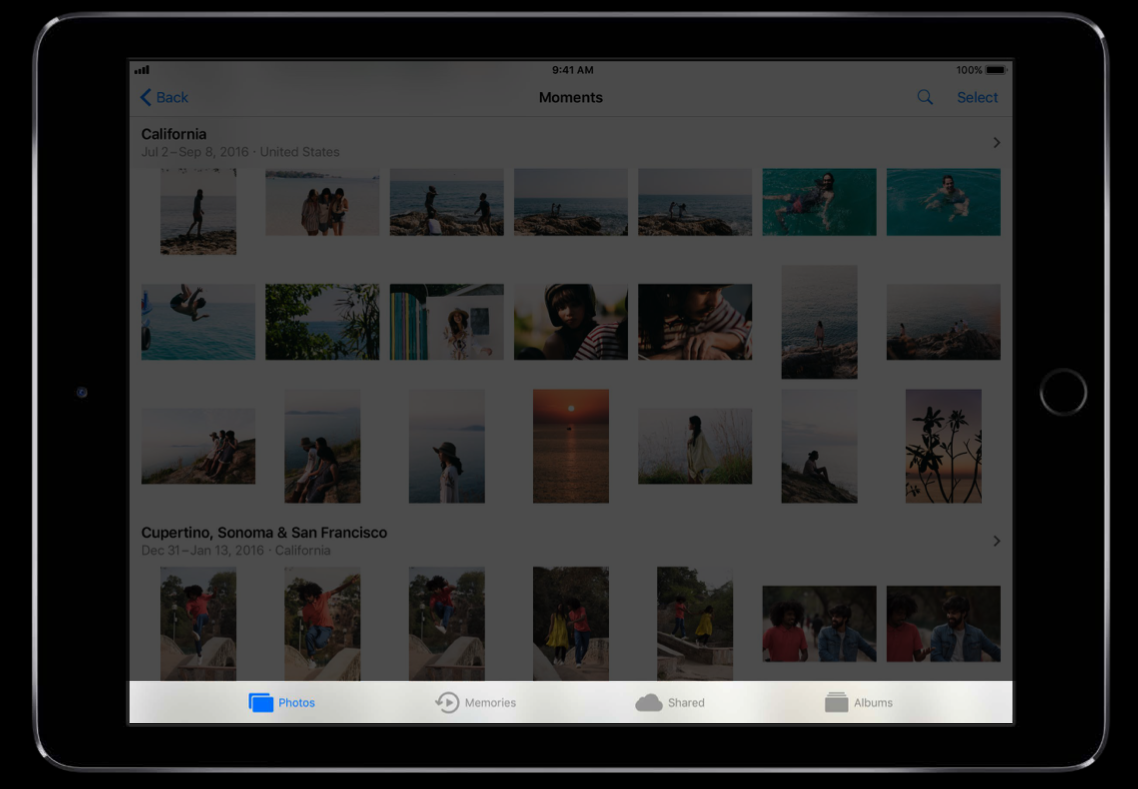 9:41 AM 100%
Back Moments Select
California
Jul 2–Sep 8, 2016 · United States
Cupertino, Sonoma & San Francisco
Dec 31–Jan 13, 2016 · California
Photos Memories Shared Albums